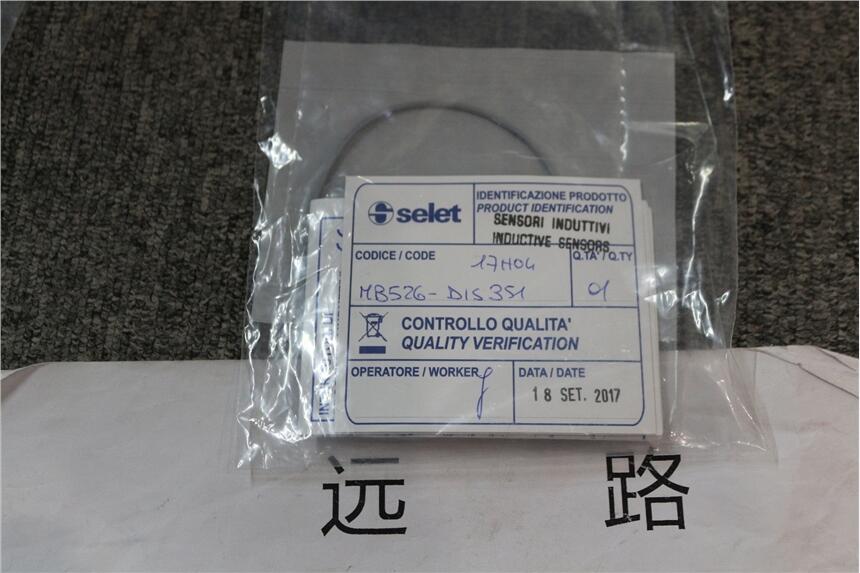 selet
IDENTIFICAZIONE PRODOTTO
PRODUCT IDENTIFICATION
SENSORI INDUTTIVI
INDUCTIVE SENSORS
CODICE / CODE
17H04
Q.TA' / Q.TY
MB526-DIS351
01
CONTROLLO QUALITA'
QUALITY VERIFICATION
OPERATORE / WORKER
DATA / DATE
18 SET. 2017
远 路